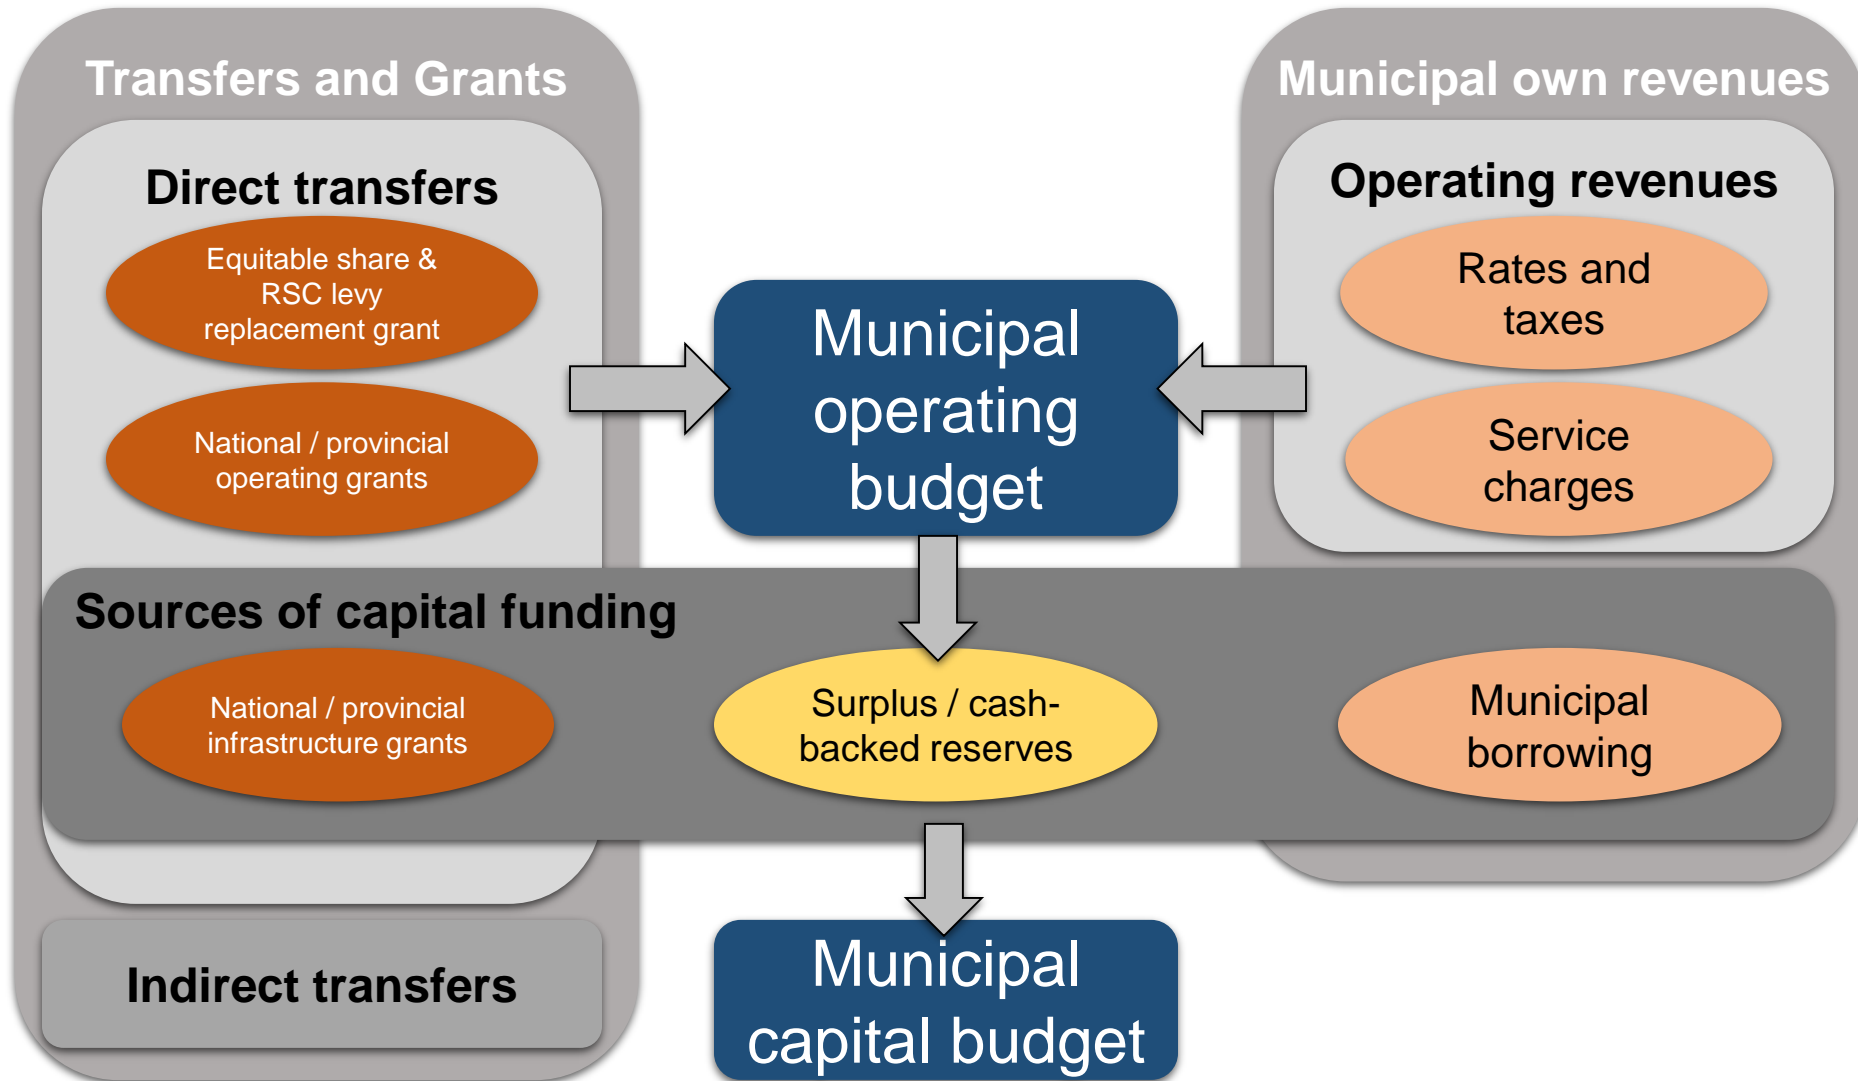 Transfers and Grants
Direct transfers
Equitable share &
RSC levy
replacement grant
National / provincial
operating grants
Municipal
operating
budget
Municipal own revenues
Operating revenues
Rates and
taxes
Service
charges
Sources of capital funding
National / provincial
infrastructure grants
Surplus / cash-
backed reserves
Municipal
borrowing
Indirect transfers
Municipal
capital budget